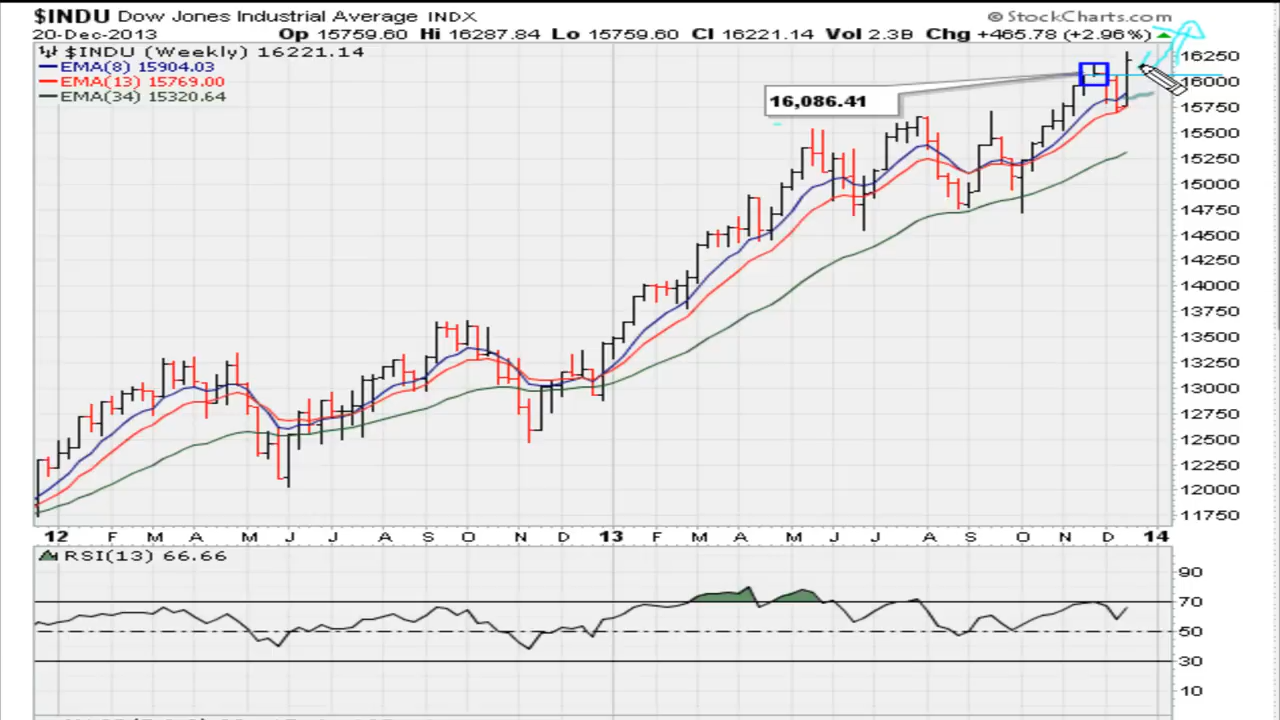 $INDU Dow Jones Industrial Average INDX
© StockCharts.com
20-Dec-2013
Op 15759.60 Hi 16287.84 Lo 15759.60 Cl 16221.14 Vol 2.3B Chg +465.78 (+2.96%)
$INDU (Weekly) 16221.14
EMA(8) 15904.03
EMA(13) 15769.00
EMA(34) 15320.64
16,086.41
16250
16000
15750
15500
15250
15000
14750
14500
14250
14000
13750
13500
13250
13000
12750
12500
12250
12000
11750
12 F M A M J J A S O N D 13 F M A M J J A S O N D 14
RSI(13) 66.66
90
70
50
30
10